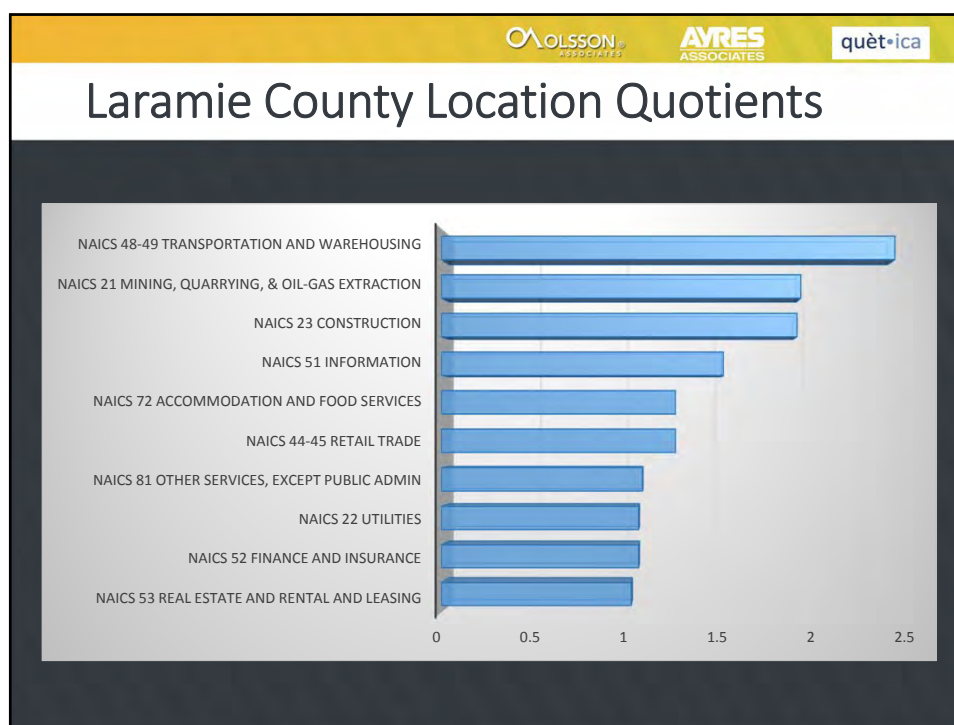 OLSSON®
ASSOCIATES
AYRES
ASSOCIATES
quèt•ica
Laramie County Location Quotients
NAICS 48-49 TRANSPORTATION AND WAREHOUSING
NAICS 21 MINING, QUARRYING, & OIL-GAS EXTRACTION
NAICS 23 CONSTRUCTION
NAICS 51 INFORMATION
NAICS 72 ACCOMMODATION AND FOOD SERVICES
NAICS 44-45 RETAIL TRADE
NAICS 81 OTHER SERVICES, EXCEPT PUBLIC ADMIN
NAICS 22 UTILITIES
NAICS 52 FINANCE AND INSURANCE
NAICS 53 REAL ESTATE AND RENTAL AND LEASING
0 0.5 1 1.5 2 2.5